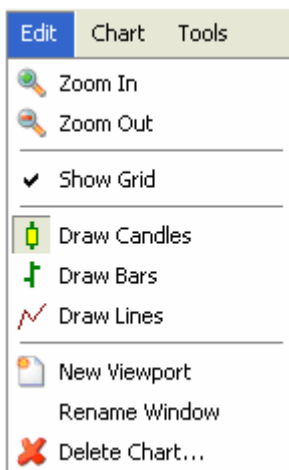 Edit Chart Tools
Zoom In
Zoom Out
Show Grid
Draw Candles
Draw Bars
Draw Lines
New Viewport
Rename Window
Delete Chart...